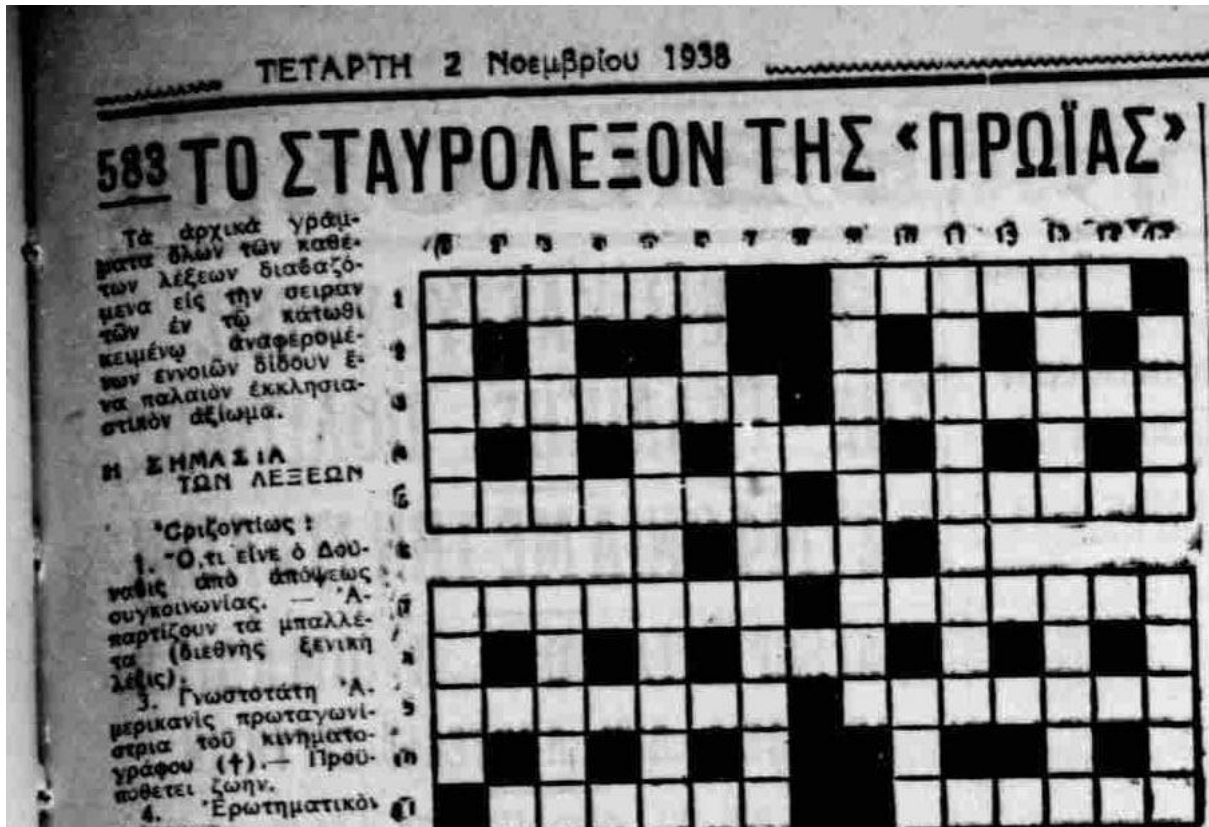 ΤΕΤΑΡΤΗ 2 Νοεμβρίου 1938
583 ΤΟ ΣΤΑΥΡΟΛΕΞΟΝ ΤΗΣ «ΠΡΩΪΑΣ»
Τὰ ἀρχικὰ γράμ-
ματα ὅλων τῶν καθέ-
των λέξεων διαβαζό-
μενα εἰς τὴν σειρὰν
τῶν ἐν τῷ κάτωθι
κειμένῳ ἀναφερομέ-
νων ἐννοιῶν δίδουν ἕ-
να παλαιὸν ἐκκλησια-
στικὸν ἀξίωμα.
Η ΣΗΜΑΣΙΑ
ΤΩΝ ΛΕΞΕΩΝ
Ὁριζοντίως :
1. Ὅ,τι εἶνε ὁ Δού-
ναβις ἀπὸ ἀπόψεως
συγκοινωνίας. — Ἀ-
παρτίζουν τὰ μπαλλέ-
τα (διεθνὴς ξενικὴ
λέξις).
3. Γνωστοτάτη Ἀ-
μερικανὶς πρωταγωνί-
στρια τοῦ κινηματο-
γράφου (†).— Προϋ-
ποθέτει ζωήν.
4. Ἐρωτηματικὸν